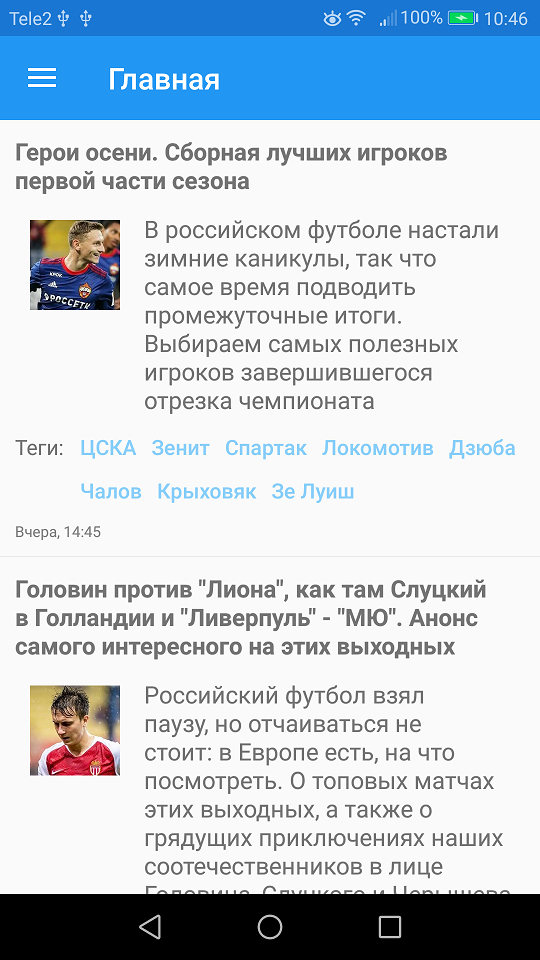 Tele2 100% 10:46
Главная
Герои осени. Сборная лучших игроков
первой части сезона
В российском футболе настали
зимние каникулы, так что
самое время подводить
промежуточные итоги.
Выбираем самых полезных
игроков завершившегося
отрезка чемпионата
РОССЕТИ
Теги: ЦСКА Зенит Спартак Локомотив Дзюба
Чалов Крыховяк Зе Луиш
Вчера, 14:45
Головин против "Лиона", как там Слуцкий
в Голландии и "Ливерпуль" - "МЮ". Анонс
самого интересного на этих выходных
Российский футбол взял
паузу, но отчаиваться не
стоит: в Европе есть, на что
посмотреть. О топовых матчах
этих выходных, а также о
грядущих приключениях наших
соотечественников в лице
Головина, Слуцкого и Черышева